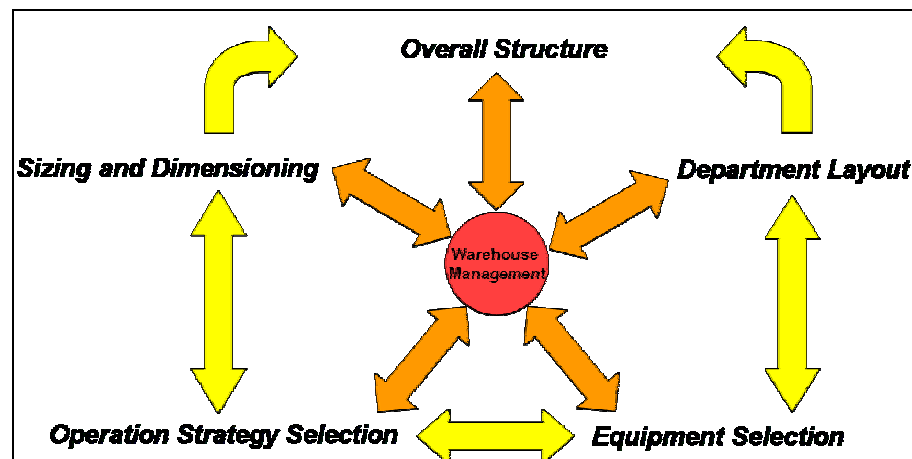 Overall Structure
Sizing and Dimensioning
Department Layout
Warehouse
Management
Operation Strategy Selection
Equipment Selection